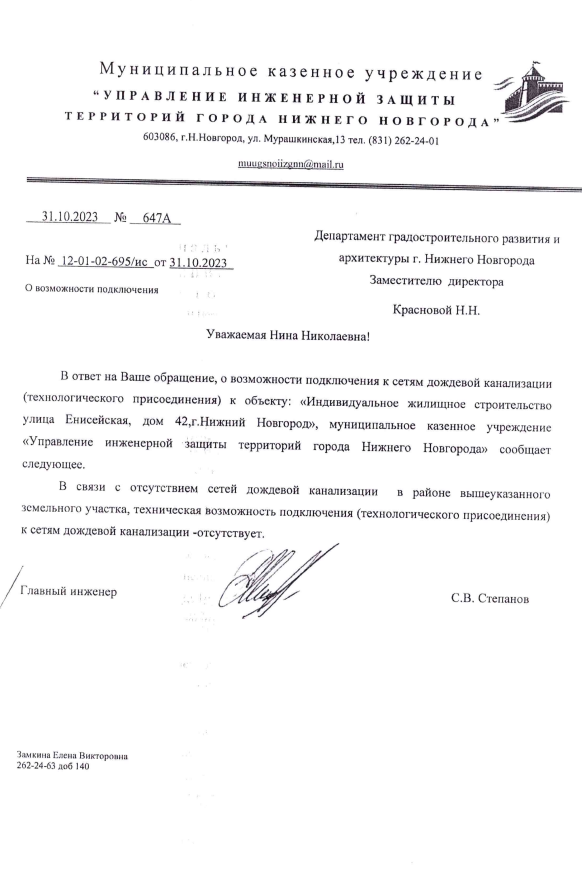 Муниципальное казенное учреждение
“УПРАВЛЕНИЕ ИНЖЕНЕРНОЙ ЗАЩИТЫ
ТЕРРИТОРИЙ ГОРОДА НИЖНЕГО НОВГОРОДА”
603086, г.Н.Новгород, ул. Мурашкинская,13 тел. (831) 262-24-01
muugsnoiizgnn@mail.ru
31.10.2023 № 647А
На № 12-01-02-695/ис от 31.10.2023
О возможности подключения
Департамент градостроительного развития и
архитектуры г. Нижнего Новгорода
Заместителю директора
Красновой Н.Н.
Уважаемая Нина Николаевна!
В ответ на Ваше обращение, о возможности подключения к сетям дождевой канализации
(технологического присоединения) к объекту: «Индивидуальное жилищное строительство
улица Енисейская, дом 42,г.Нижний Новгород», муниципальное казенное учреждение
«Управление инженерной защиты территорий города Нижнего Новгорода» сообщает
следующее.
В связи с отсутствием сетей дождевой канализации в районе вышеуказанного
земельного участка, техническая возможность подключения (технологического присоединения)
к сетям дождевой канализации -отсутствует.
Главный инженер
С.В. Степанов
Замкина Елена Викторовна
262-24-63 доб 140